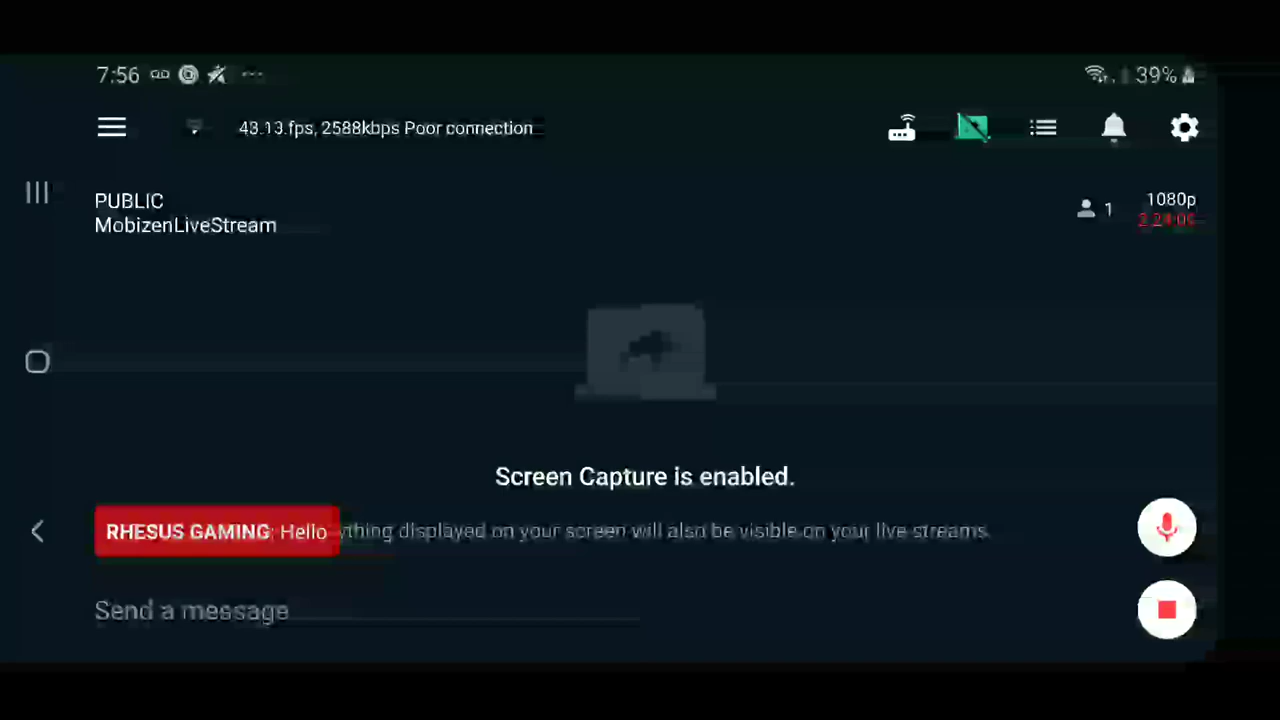 7:56
39%
43.13 fps, 2588kbps Poor connection
PUBLIC
MobizenLiveStream
1
1080p
Screen Capture is enabled.
RHESUS GAMING: Hello
ything displayed on your screen will also be visible on your live streams.
Send a message